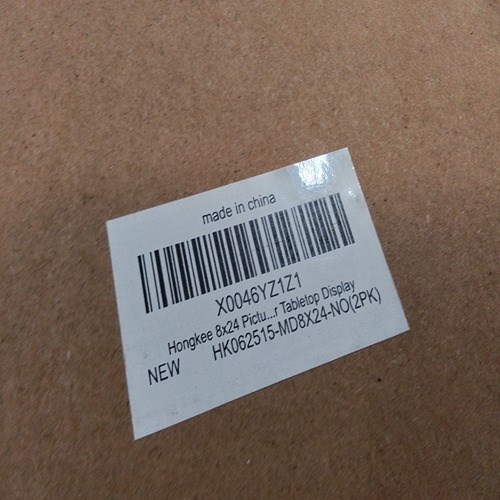 made in china
X0046YZ1Z1
Hongkee 8x24 Pictu...r Tabletop Display
NEW HK062515-MD8X24-NO(2PK)